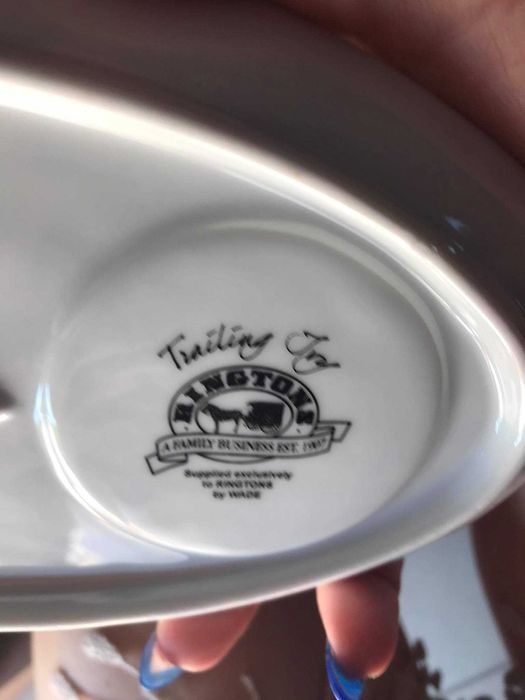 Trailing Ivy
RINGTONS
A FAMILY BUSINESS EST. 1907
Supplied exclusively
to RINGTONS
by WADE